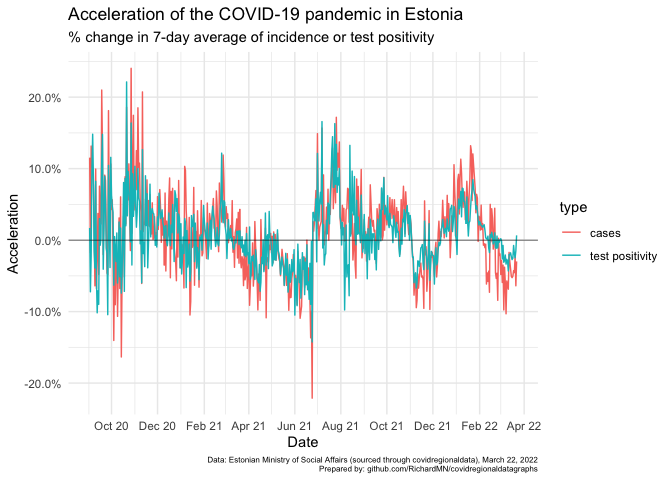 Acceleration of the COVID-19 pandemic in Estonia
% change in 7-day average of incidence or test positivity
Acceleration
20.0%
10.0%
0.0%
-10.0%
-20.0%
Oct 20 Dec 20 Feb 21 Apr 21 Jun 21 Aug 21 Oct 21 Dec 21 Feb 22 Apr 22
Date
type
cases
test positivity
Data: Estonian Ministry of Social Affairs (sourced through covidregionaldata), March 22, 2022
Prepared by: github.com/RichardMN/covidregionaldatagraphs